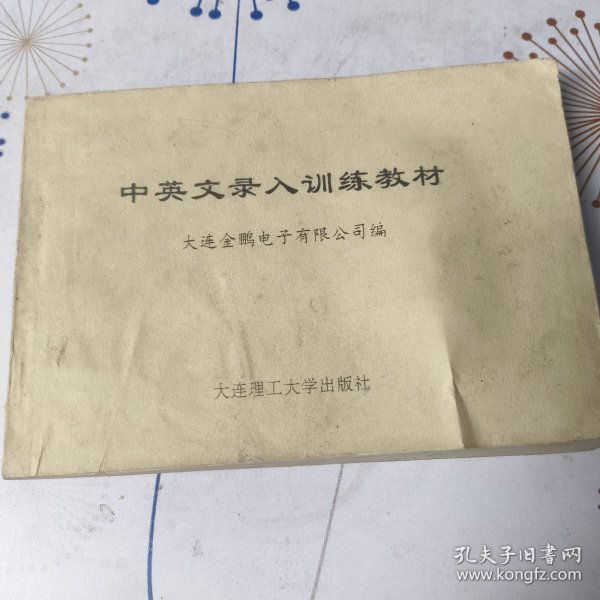 中英文录入训练教材
大连金鹏电子有限公司编
大连理工大学出版社
孔夫子旧书网
www.kongfz.com